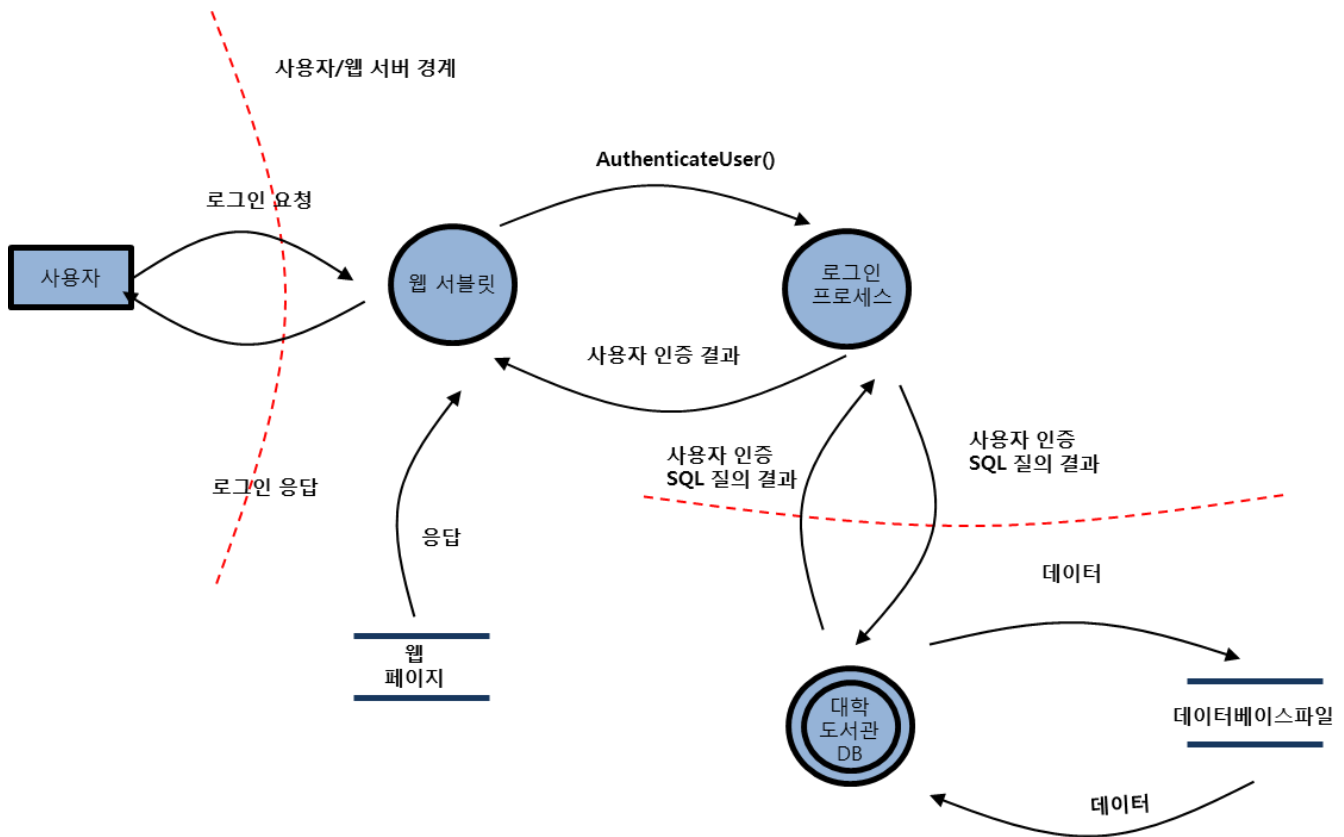 사용자/웹 서버 경계
AuthenticateUser()
로그인 요청
사용자
웹 서블릿
로그인
프로세스
사용자 인증 결과
사용자 인증
SQL 질의 결과
사용자 인증
SQL 질의 결과
로그인 응답
응답
데이터
웹
페이지
대학
도서관
DB
데이터베이스파일
데이터